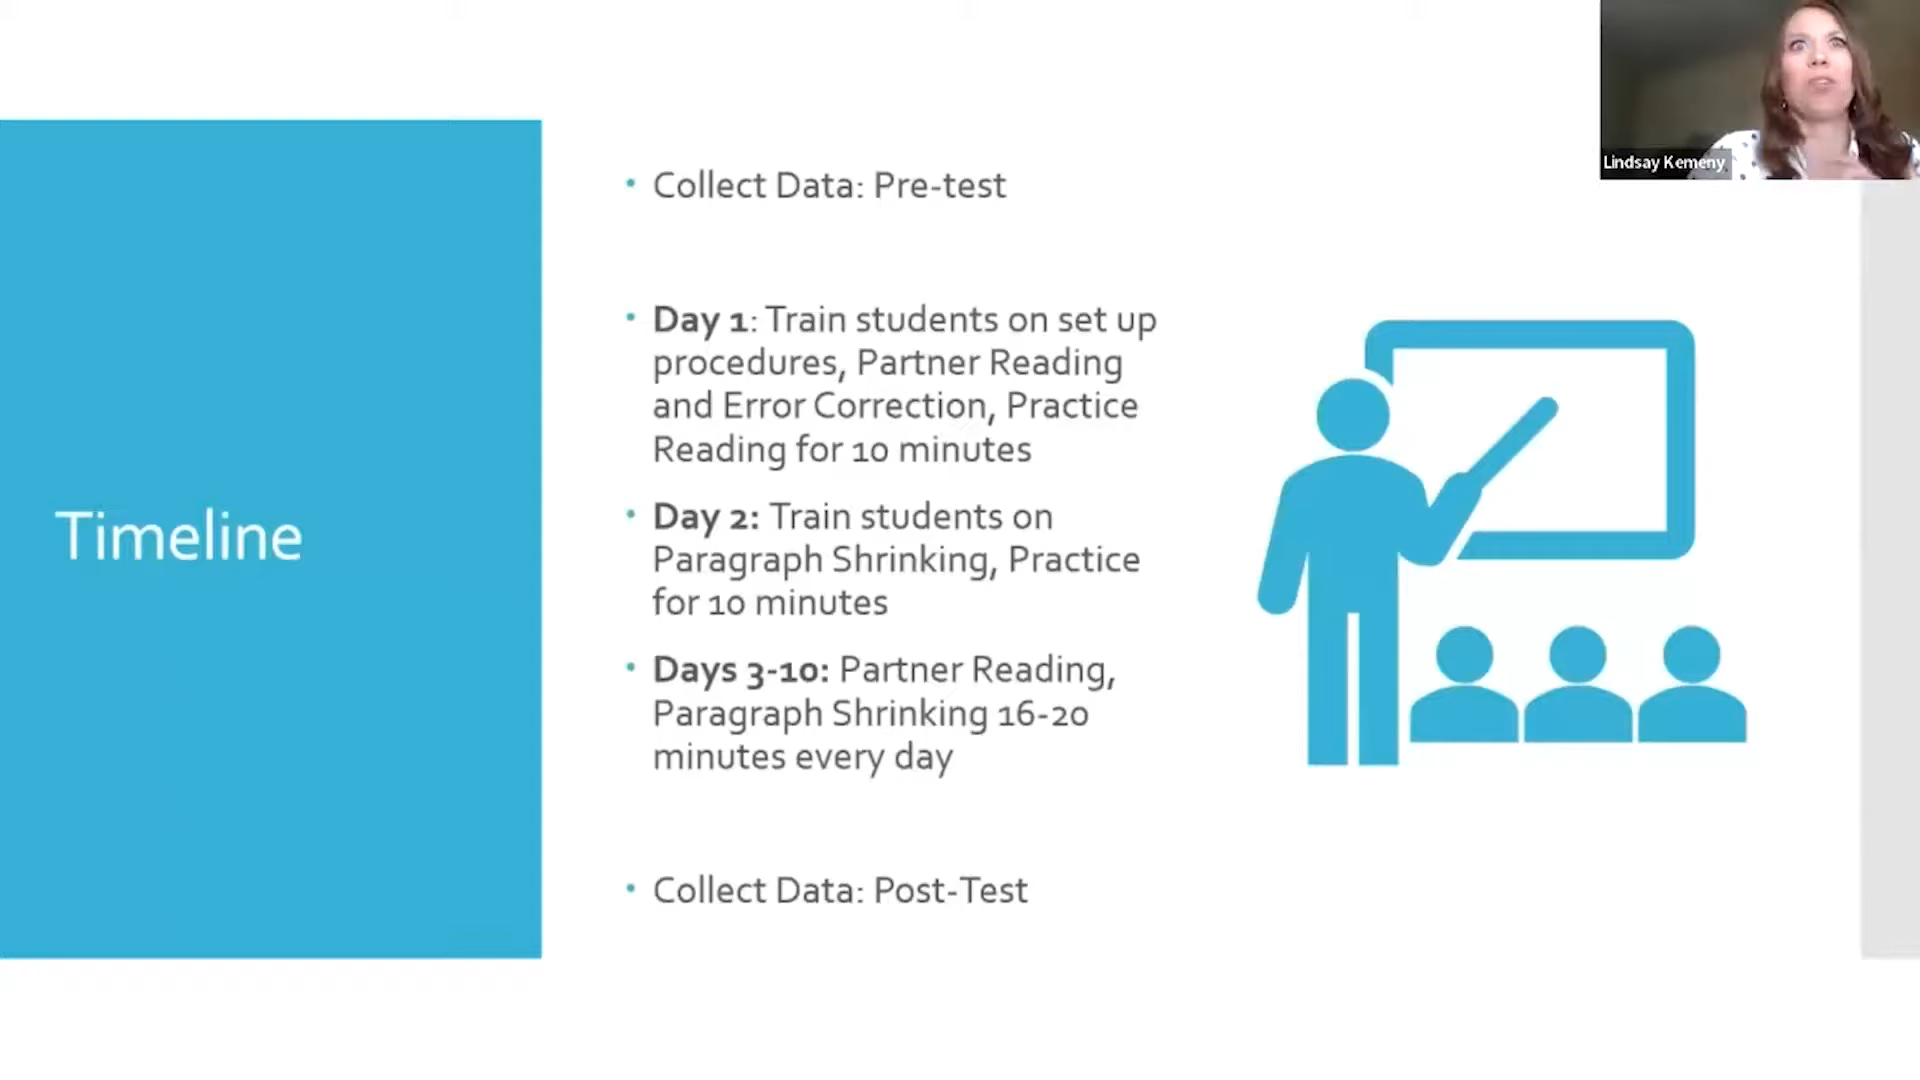 Lindsay Kemeny
Timeline
• Collect Data: Pre-test
• Day 1: Train students on set up
procedures, Partner Reading
and Error Correction, Practice
Reading for 10 minutes
• Day 2: Train students on
Paragraph Shrinking, Practice
for 10 minutes
• Days 3-10: Partner Reading,
Paragraph Shrinking 16-20
minutes every day
• Collect Data: Post-Test